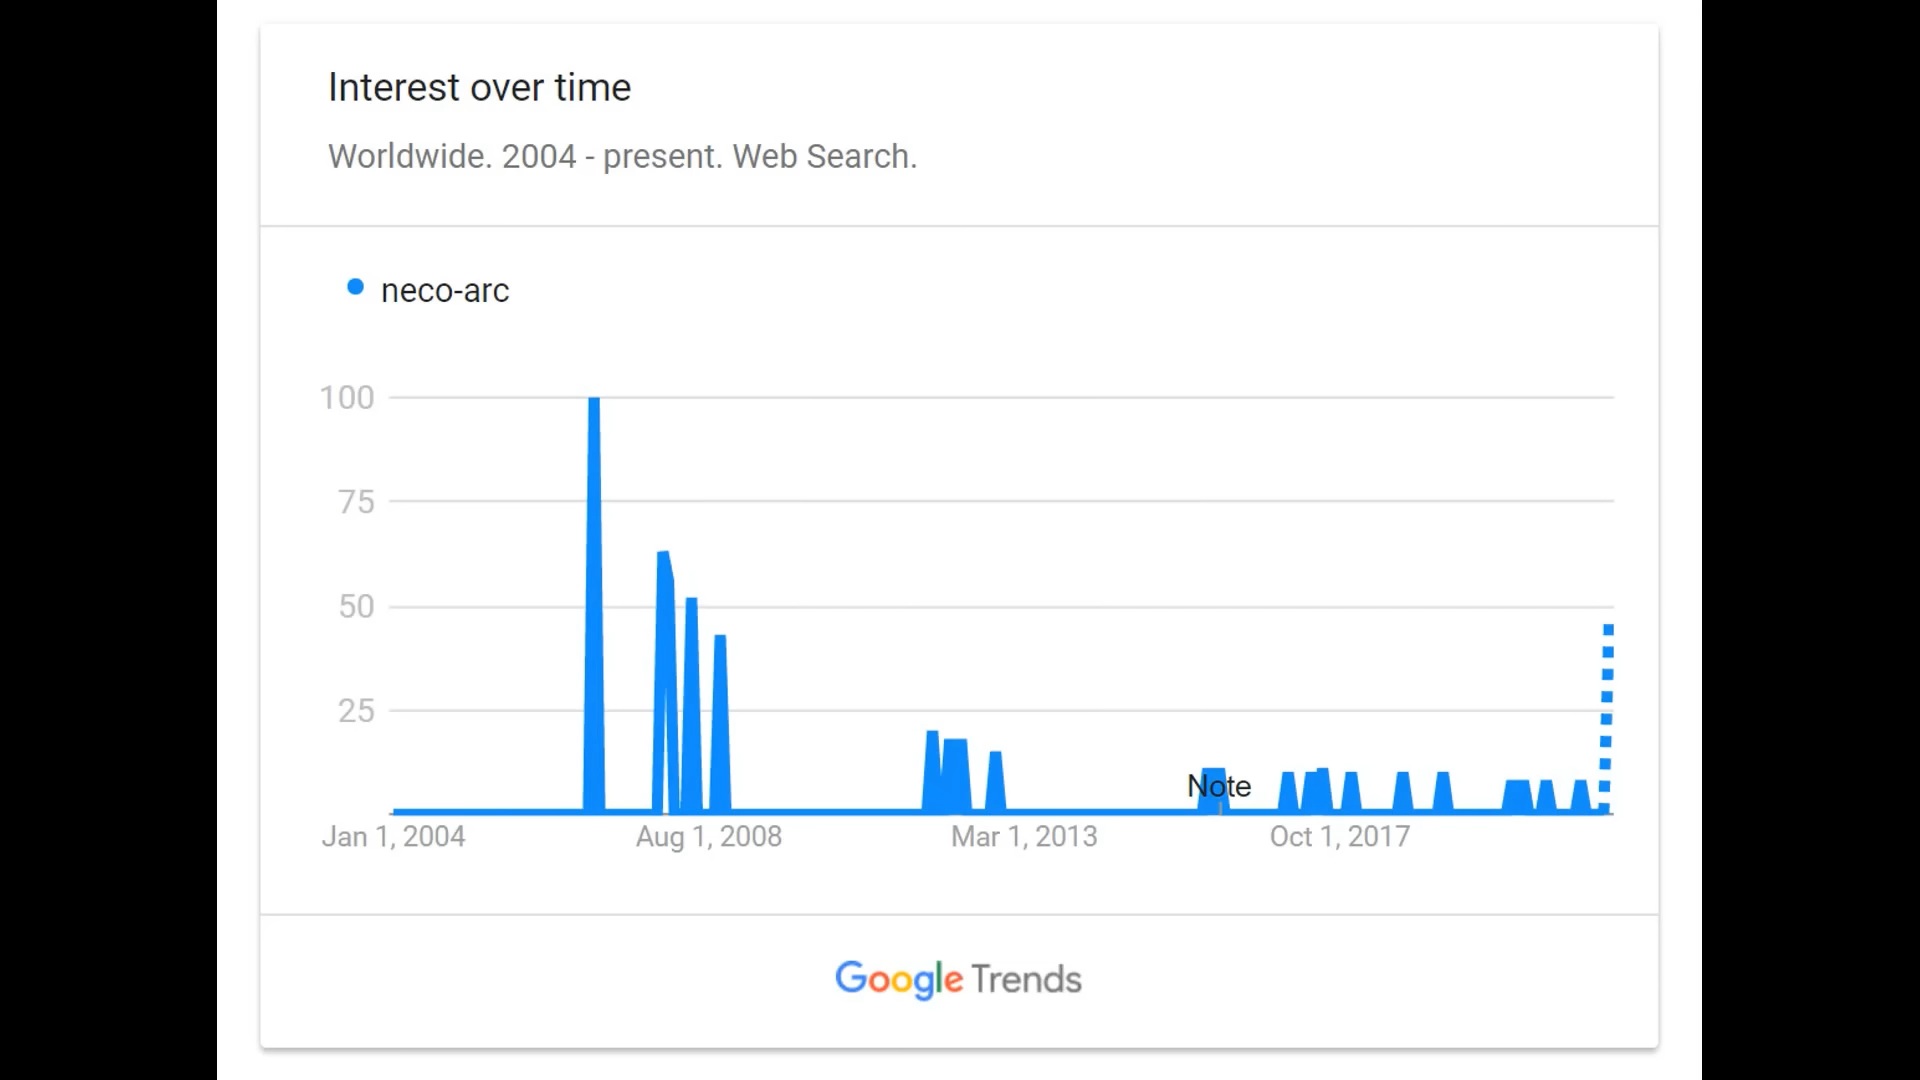 Interest over time
Worldwide. 2004 - present. Web Search.
neco-arc
100
75
50
25
Note
Jan 1, 2004 Aug 1, 2008 Mar 1, 2013 Oct 1, 2017
Google Trends